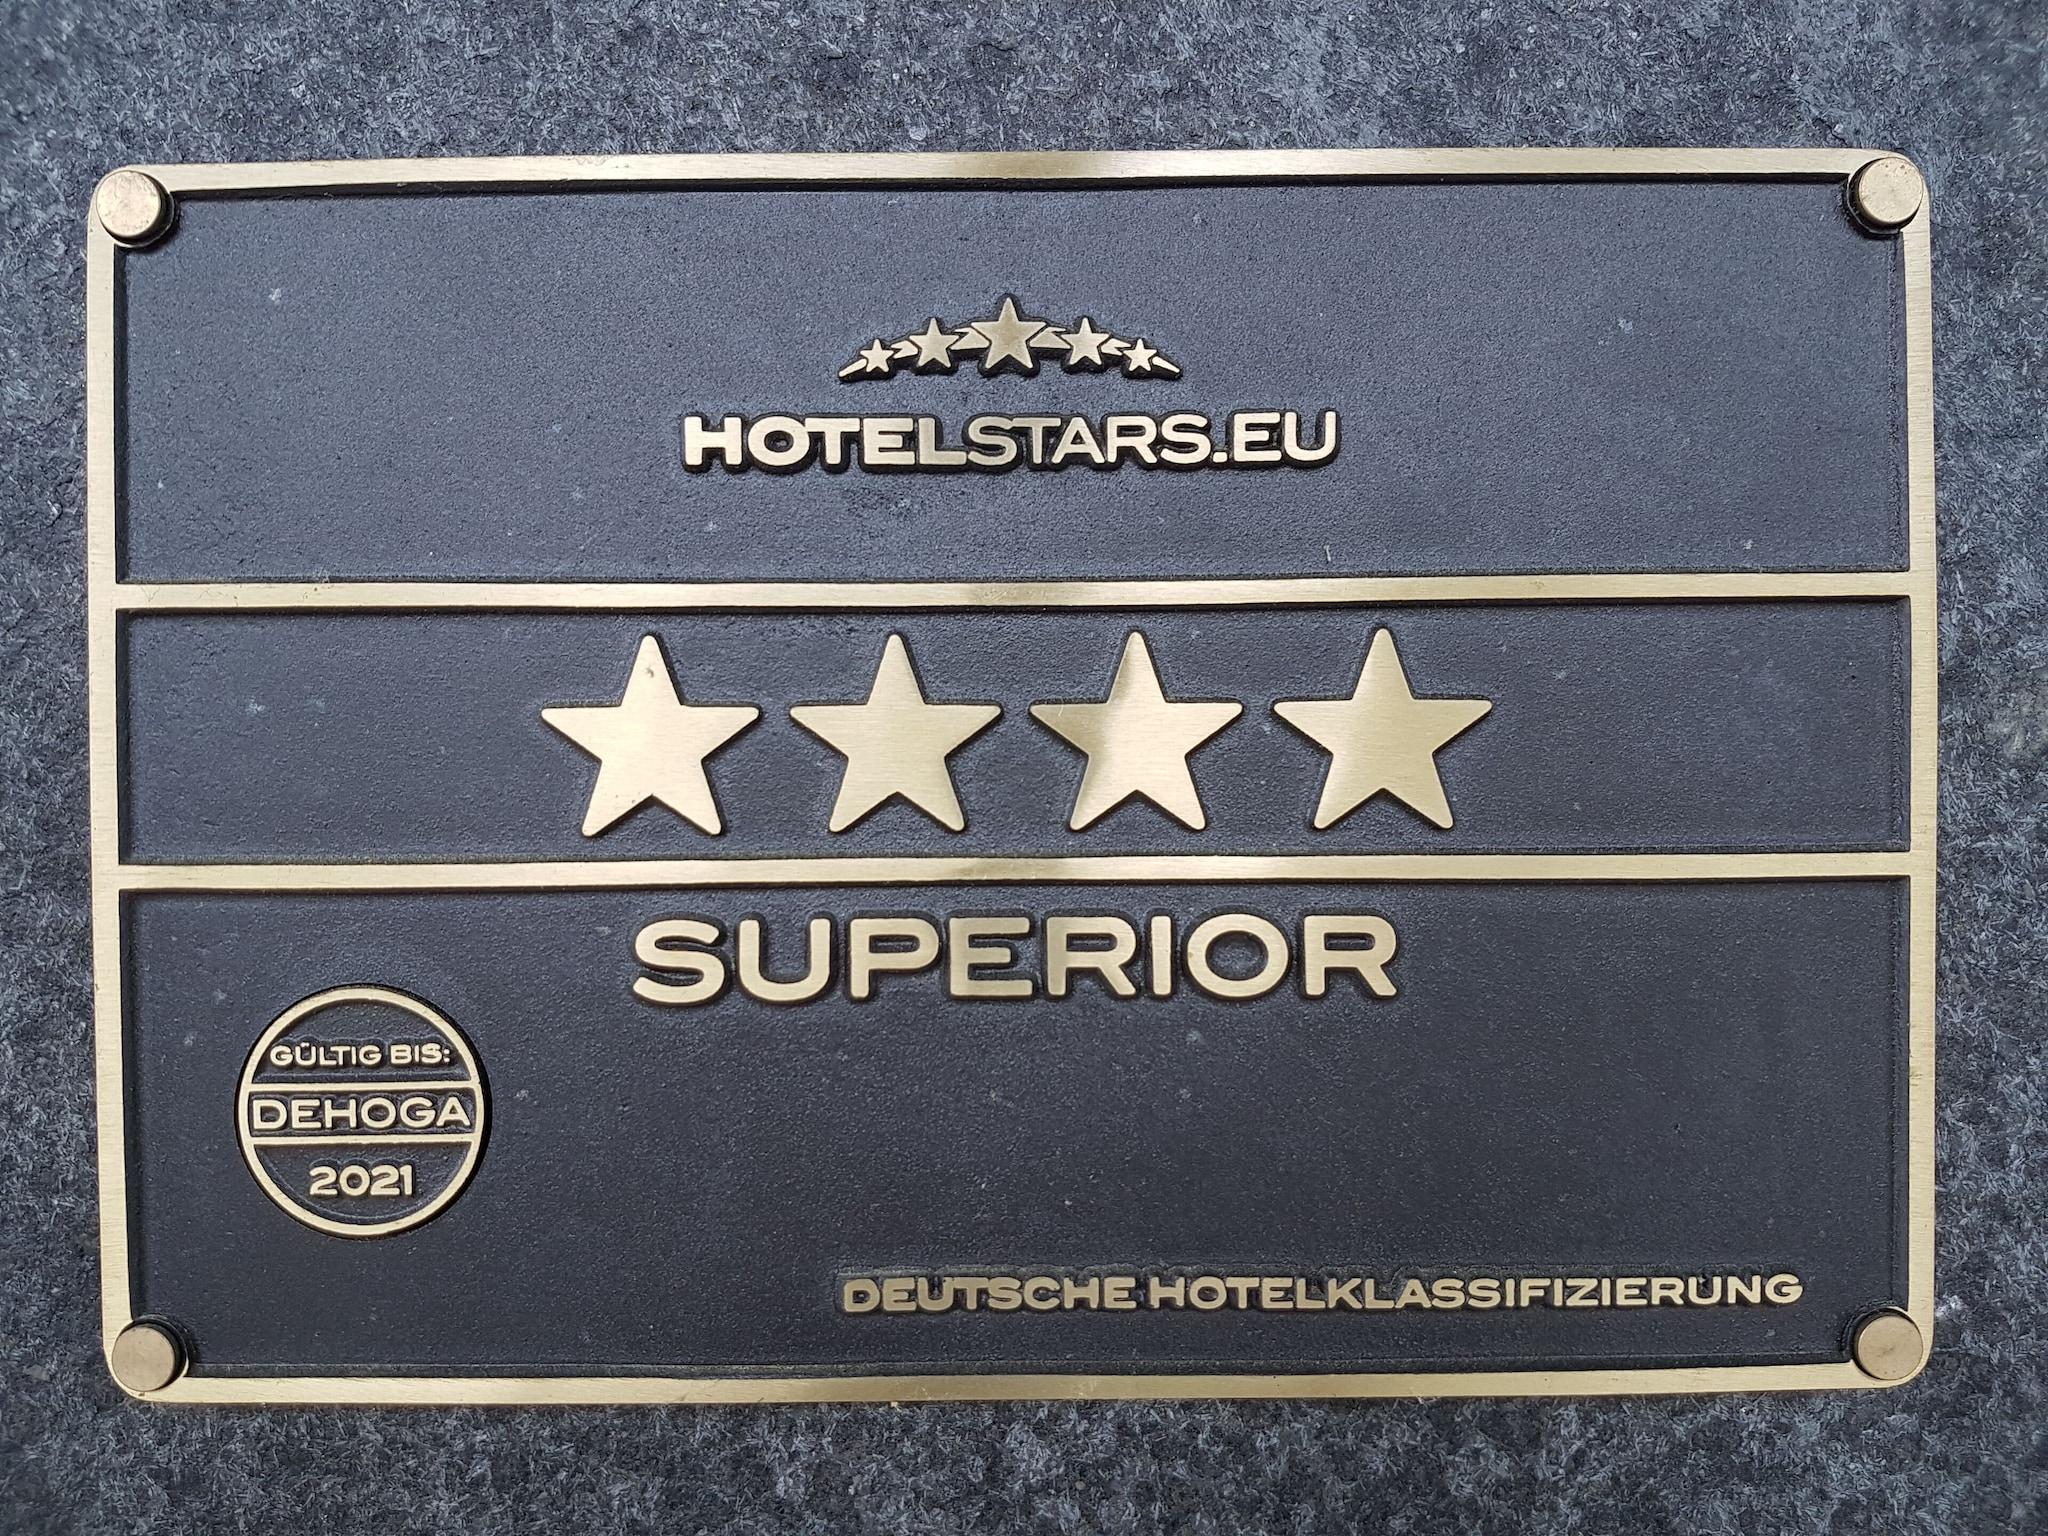 HOTELSTARS.EU
SUPERIOR
GÜLTIG BIS:
DEHOGA
2021
DEUTSCHE HOTELKLASSIFIZIERUNG